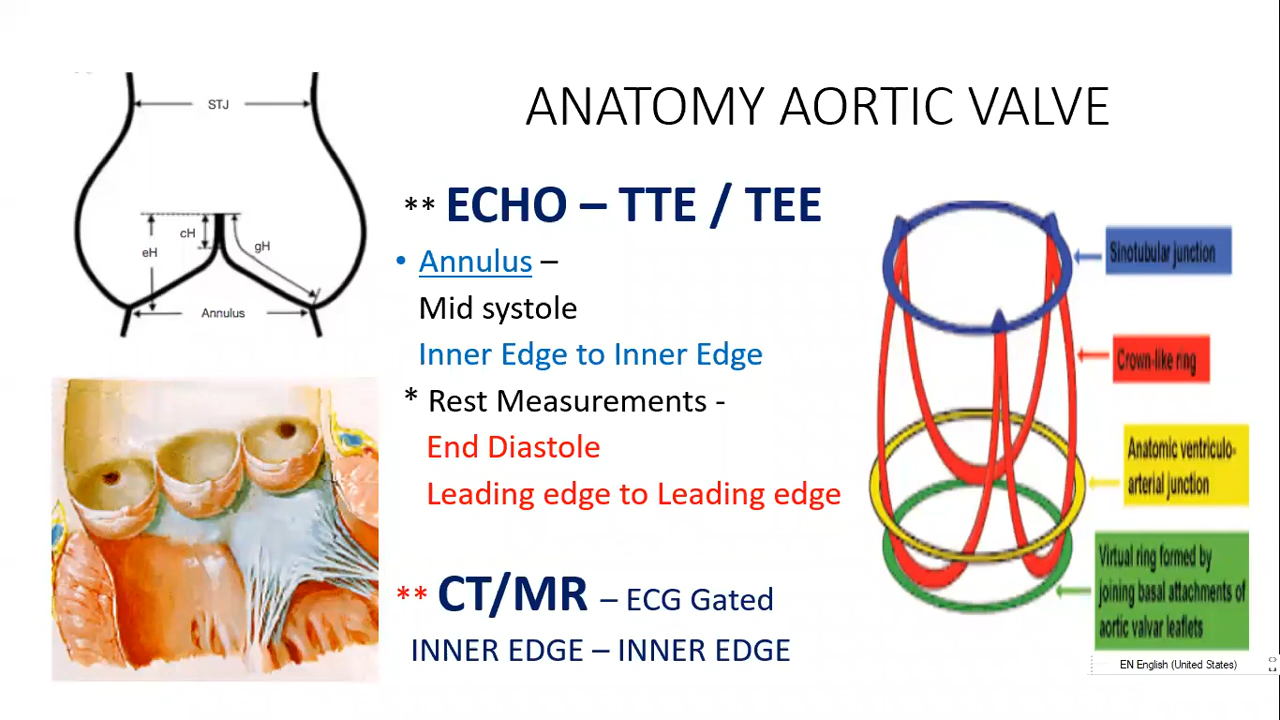 STJ
cH
eH
gH
Annulus
ANATOMY AORTIC VALVE
** ECHO – TTE / TEE
• Annulus –
Mid systole
Inner Edge to Inner Edge
* Rest Measurements -
End Diastole
Leading edge to Leading edge
** CT/MR – ECG Gated
INNER EDGE – INNER EDGE
Sinotubular junction
Crown-like ring
Anatomic ventriculo-
arterial junction
Virtual ring formed by
joining basal attachments of
aortic valvar leaflets
EN English (United States)